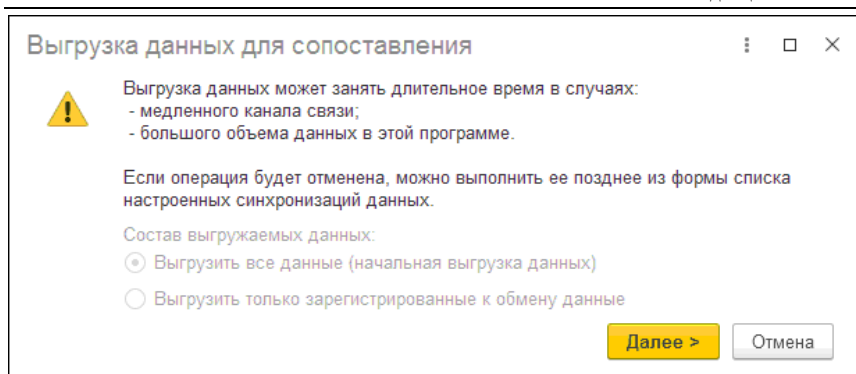 Выгрузка данных для сопоставления
Выгрузка данных может занять длительное время в случаях:
- медленного канала связи;
- большого объема данных в этой программе.
Если операция будет отменена, можно выполнить ее позднее из формы списка
настроенных синхронизаций данных.
Состав выгружаемых данных:
Выгрузить все данные (начальная выгрузка данных)
Выгрузить только зарегистрированные к обмену данные
Далее > Отмена